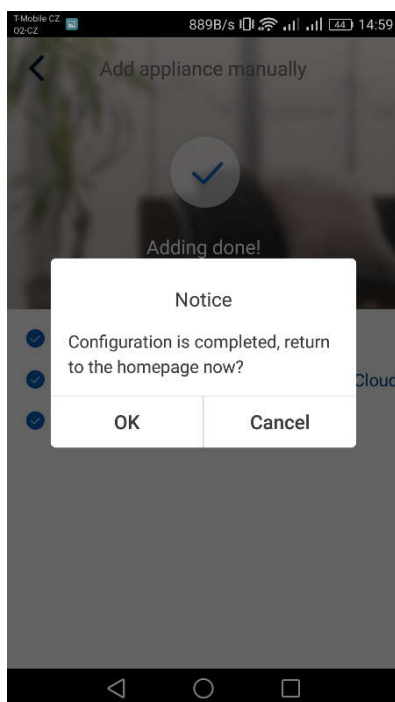 T-Mobile CZ
O2-CZ
889B/s 44 14:59
Add appliance manually
Adding done!
Notice
Configuration is completed, return
to the homepage now?
Cloud
OK Cancel